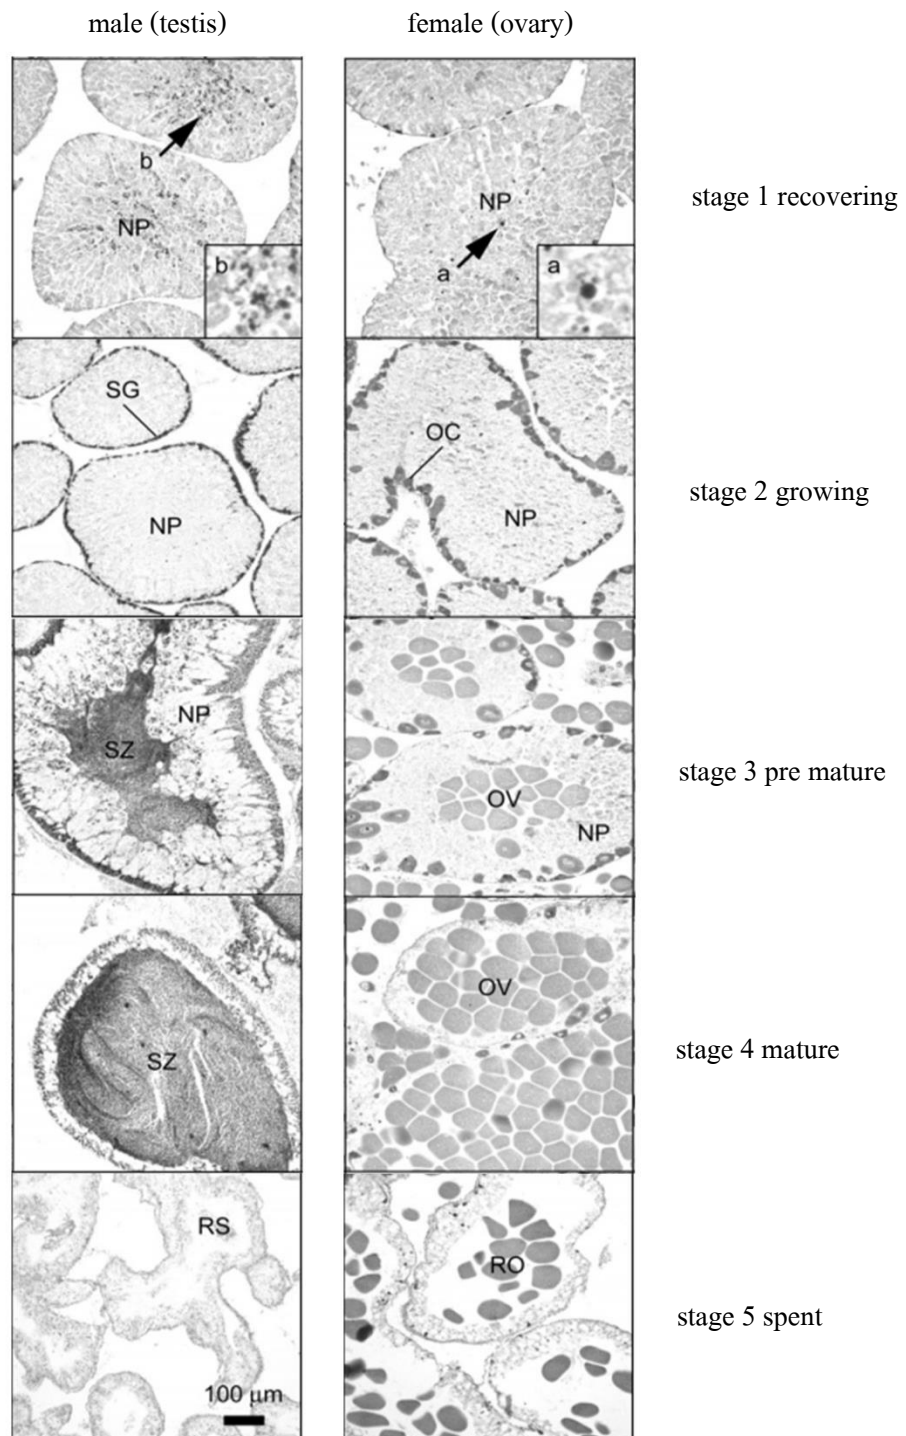 male (testis)
female (ovary)
b
NP
b
NP
a
a
stage 1 recovering
SG
NP
OC
NP
stage 2 growing
NP
SZ
OV
NP
stage 3 pre mature
SZ
OV
stage 4 mature
RS
100 μm
RO
stage 5 spent